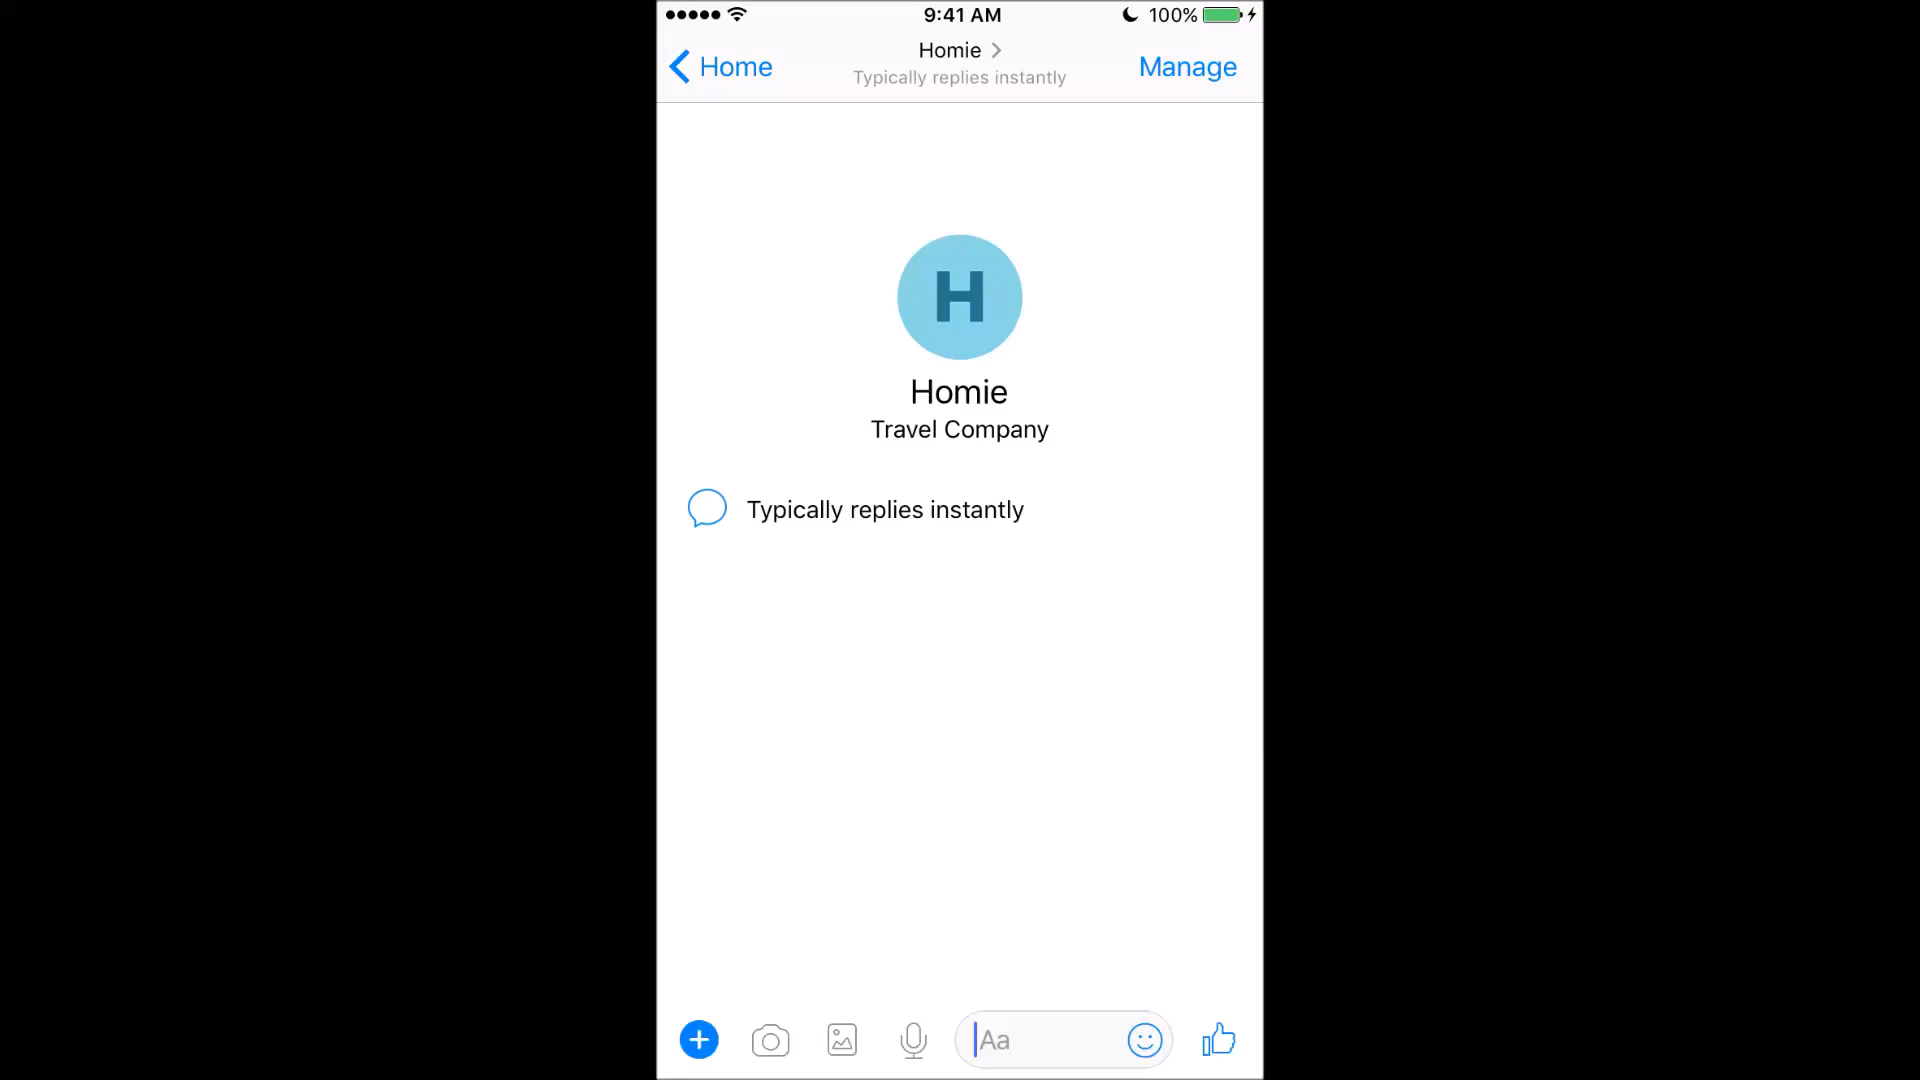 9:41 AM
100%
Home
Homie
Typically replies instantly
Manage
H
Homie
Travel Company
Typically replies instantly
Aa